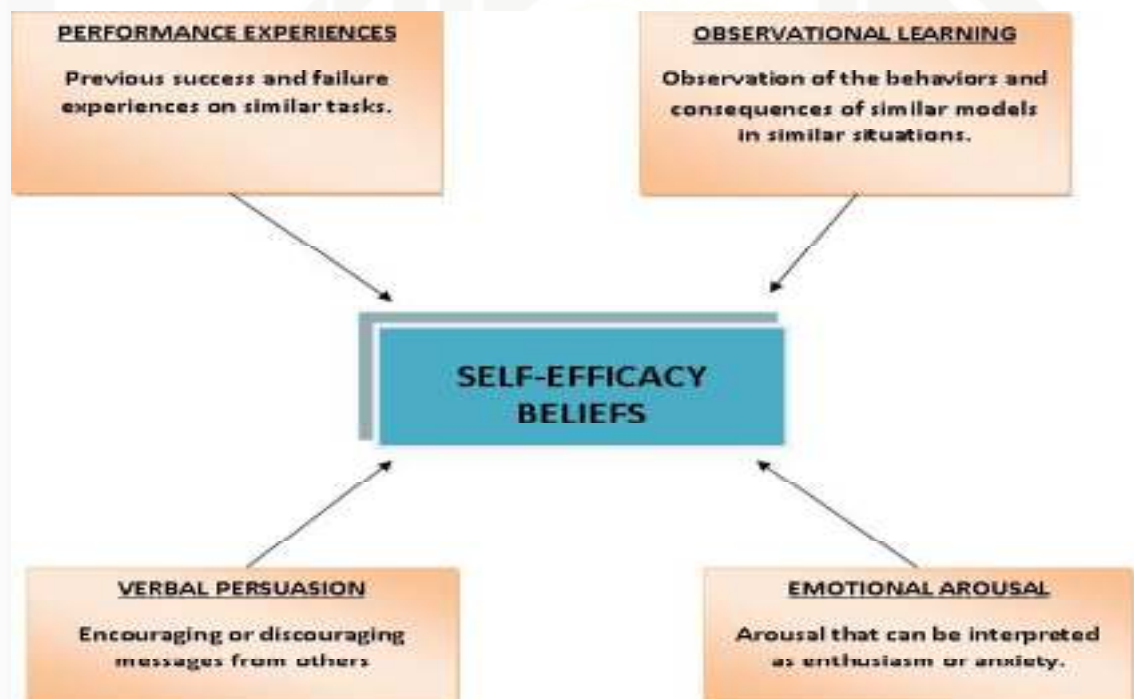 PERFORMANCE EXPERIENCES
Previous success and failure
experiences on similar tasks.
OBSERVATIONAL LEARNING
Observation of the behaviors and
consequences of similar models
in similar situations.
SELF-EFFICACY
BELIEFS
VERBAL PERSUASION
Encouraging or discouraging
messages from others
EMOTIONAL AROUSAL
Arousal that can be interpreted
as enthusiasm or anxiety.